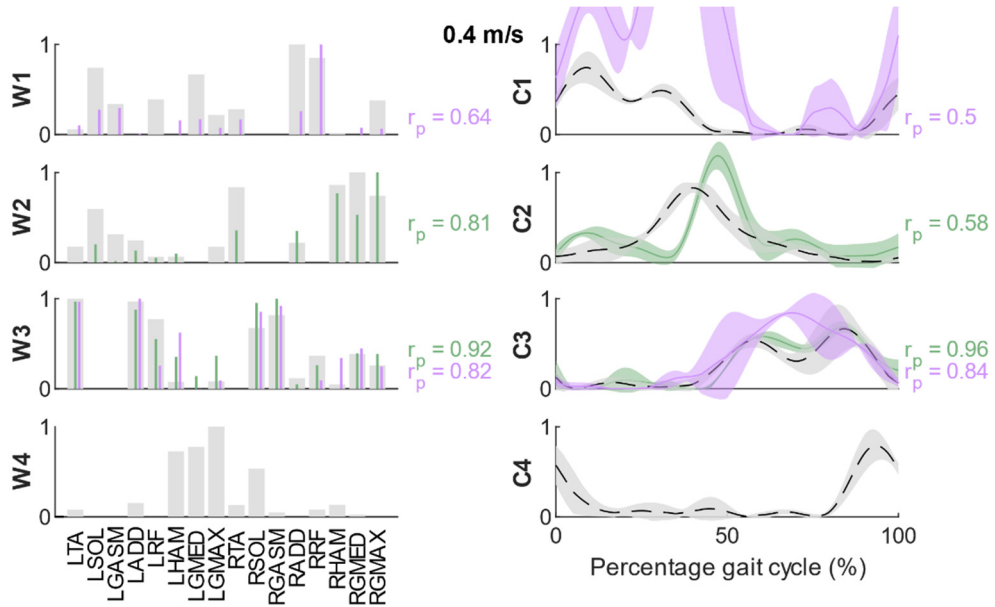 0.4 m/s
W1
1
0
r_p = 0.64
C1
1
0
r_p = 0.5
W2
1
0
r_p = 0.81
C2
1
0
r_p = 0.58
W3
1
0
r_p = 0.92
r_p = 0.82
C3
1
0
r_p = 0.96
r_p = 0.84
W4
1
0
C4
1
0
LTA
LSOL
LGASM
LADD
LRF
LHAM
LGMED
LGMAX
RTA
RSOL
RGASM
RADD
RRF
RHAM
RGMED
RGIMAX
0
50
100
Percentage gait cycle (%)